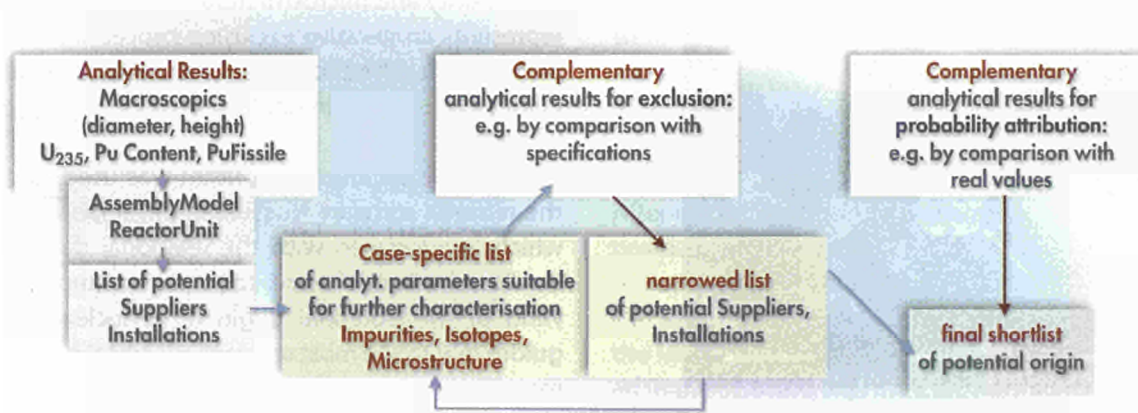 Analytical Results:
Macroscopics
(diameter, height)
U235, Pu Content, PuFissile
AssemblyModel
ReactorUnit
List of potential
Suppliers
Installations
Case-specific list
of analyt. parameters suitable
for further characterisation
Impurities, Isotopes,
Microstructure
Complementary
analytical results for exclusion:
e.g. by comparison with
specifications
narrowed list
of potential Suppliers,
Installations
Complementary
analytical results for
probability attribution:
e.g. by comparison with
real values
final shortlist
of potential origin